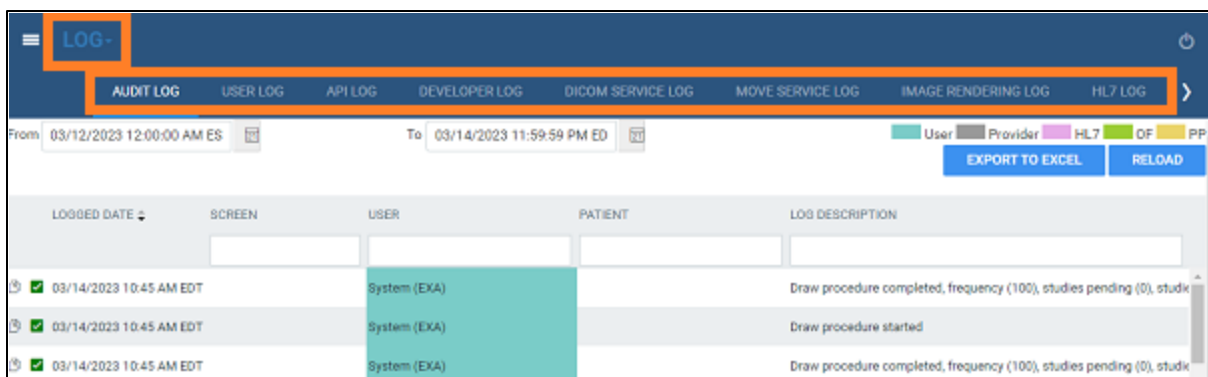 LOG
AUDIT LOG USER LOG API LOG DEVELOPER LOG DICOM SERVICE LOG MOVE SERVICE LOG IMAGE RENDERING LOG HL7 LOG
From 03/12/2023 12:00:00 AM ES To 03/14/2023 11:59:59 PM ED User Provider HL7 OF PP
EXPORT TO EXCEL RELOAD
LOGGED DATE SCREEN USER PATIENT LOG DESCRIPTION
03/14/2023 10:45 AM EDT System (EXA) Draw procedure completed, frequency (100), studies pending (0), studie
03/14/2023 10:45 AM EDT System (EXA) Draw procedure started
03/14/2023 10:45 AM EDT System (EXA) Draw procedure completed, frequency (100), studies pending (0), studie